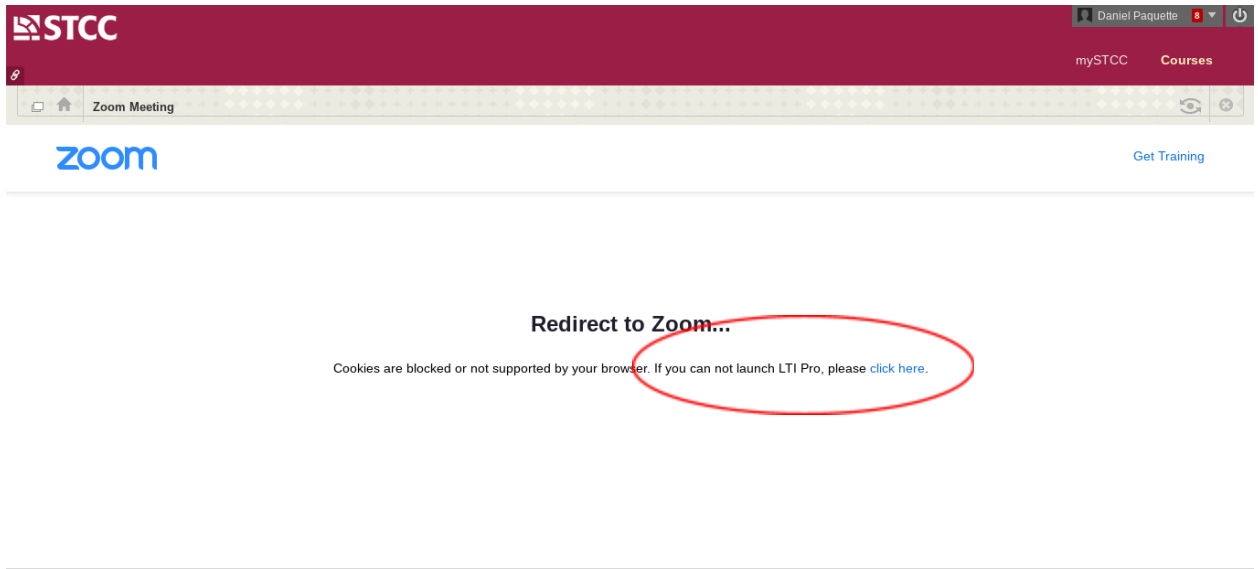 STCC
Daniel Paquette 8
mySTCC Courses
Zoom Meeting
zoom
Get Training
Redirect to Zoom...
Cookies are blocked or not supported by your browser. If you can not launch LTI Pro, please click here.